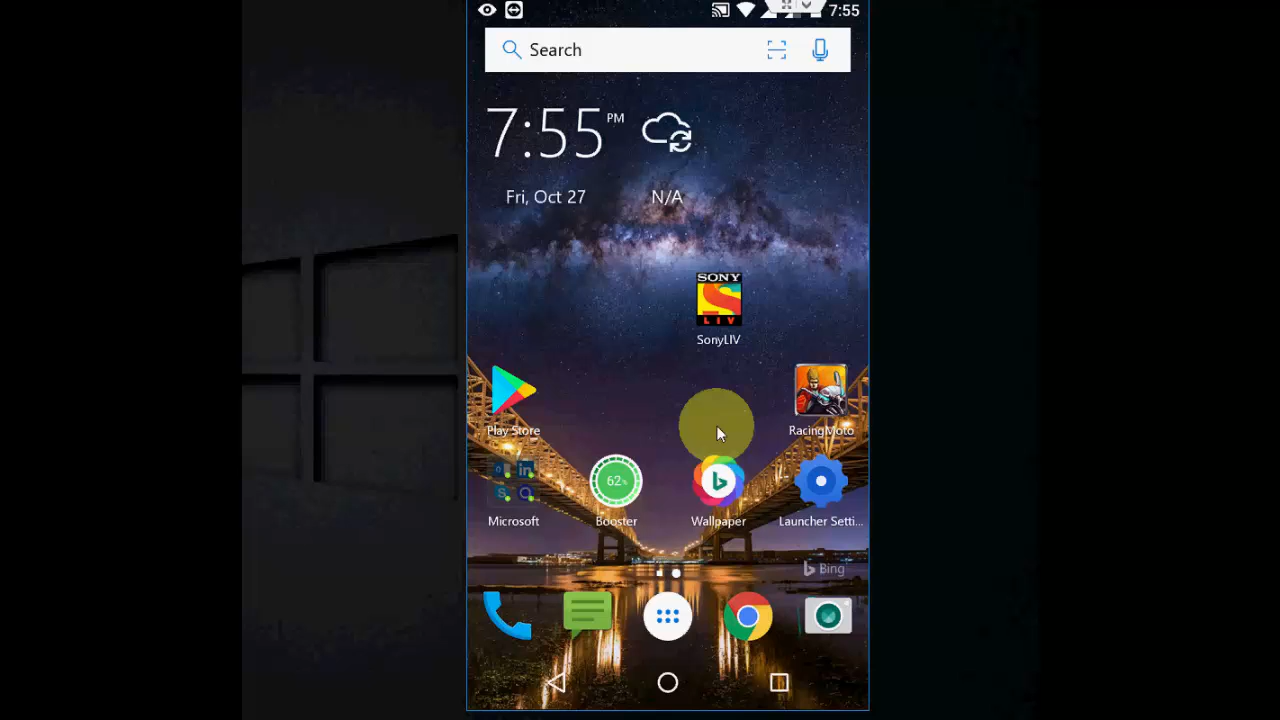 7:55
Search
7:55 PM
Fri, Oct 27
N/A
SONY
LIV
SonyLIV
Play Store
RacingMoto
in
S
62%
b
Microsoft
Booster
Wallpaper
Launcher Setti...
Bing